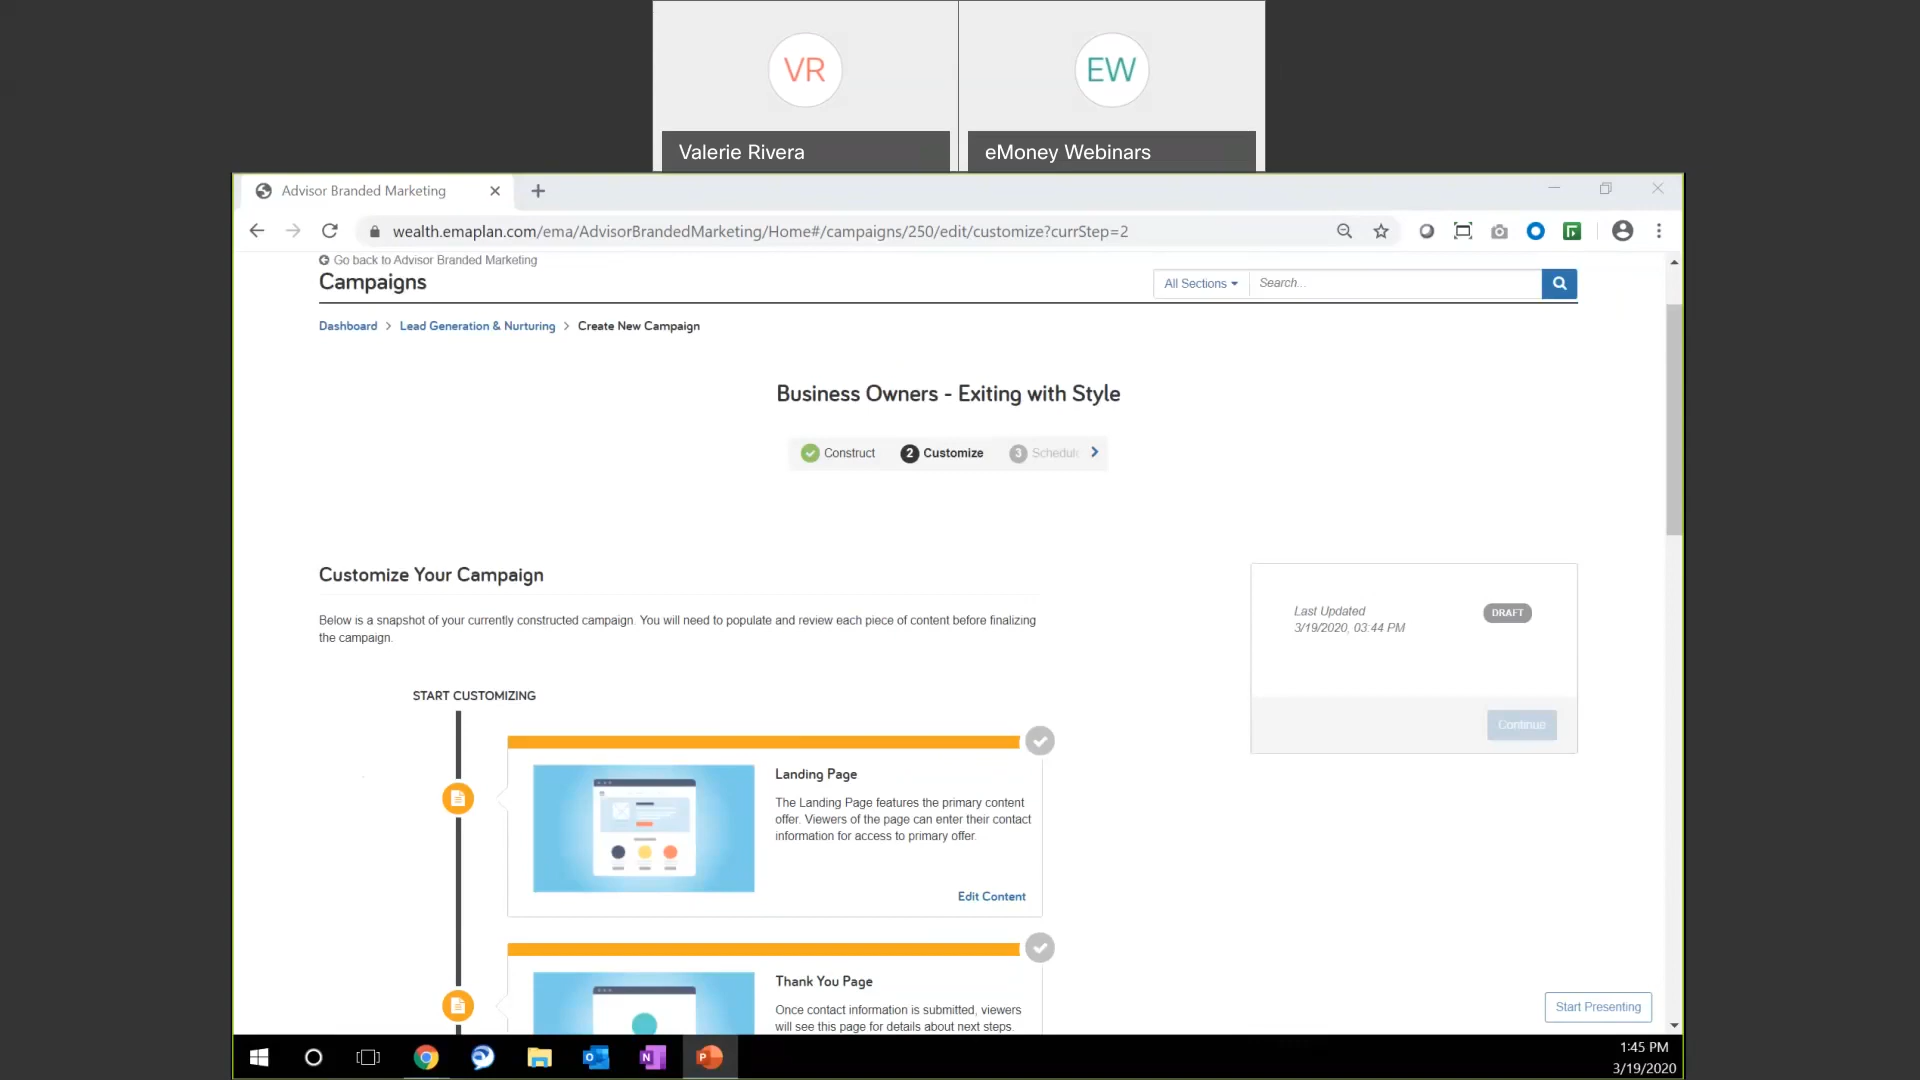 VR
EW
Valerie Rivera
eMoney Webinars
Advisor Branded Marketing
wealth.emaplan.com/ema/AdvisorBrandedMarketing/Home#/campaigns/250/edit/customize?currStep=2
Go back to Advisor Branded Marketing
Campaigns
All Sections
Search...
Dashboard > Lead Generation & Nurturing > Create New Campaign
Business Owners - Exiting with Style
Construct
2 Customize
3 Schedul
Customize Your Campaign
Below is a snapshot of your currently constructed campaign. You will need to populate and review each piece of content before finalizing
the campaign.
Last Updated
3/19/2020, 03:44 PM
DRAFT
Continue
START CUSTOMIZING
Landing Page
The Landing Page features the primary content
offer. Viewers of the page can enter their contact
information for access to primary offer.
Edit Content
Thank You Page
Once contact information is submitted, viewers
will see this page for details about next steps.
Start Presenting
1:45 PM
3/19/2020